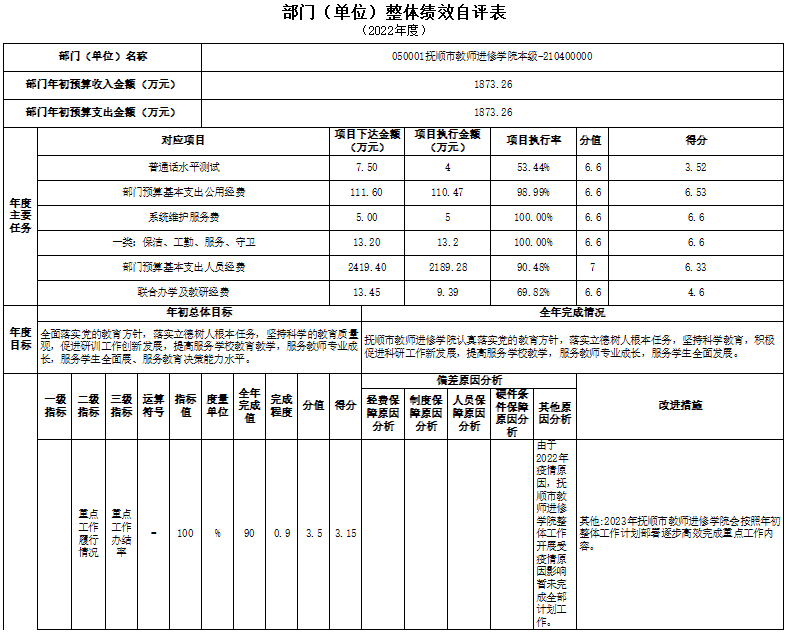 部门（单位）整体绩效自评表
（2022年度）
部门（单位）名称 050001抚顺市教师进修学院本级-210400000
部门年初预算收入金额（万元） 1873.26
部门年初预算支出金额（万元） 1873.26
年度主要任务
对应项目 项目下达金额（万元） 项目执行金额（万元） 项目执行率 分值 得分
普通话水平测试 7.50 4 53.44% 6.6 3.52
部门预算基本支出公用经费 111.60 110.47 98.99% 6.6 6.53
系统维护服务费 5.00 5 100.00% 6.6 6.6
一类：保洁、工勤、服务、守卫 13.20 13.2 100.00% 6.6 6.6
部门预算基本支出人员经费 2419.40 2189.28 90.48% 7 6.33
联合办学及教研经费 13.45 9.39 69.82% 6.6 4.6
年度目标
年初总体目标 全年完成情况
全面落实党的教育方针，落实立德树人根本任务，坚持科学的教育质量
观，促进研训工作创新发展，提高服务学校教育教学，服务教师专业成
长，服务学生全面展、服务教育决策能力水平。
抚顺市教师进修学院认真落实党的教育方针，落实立德树人根本任务，坚持科学教育，积极
促进科研工作新发展，提高服务学校教学，服务教师专业成长，服务学生全面发展。
一级指标 二级指标 三级指标 运算符号 指标值 度量单位 全年完成值 完成程度 分值 得分 偏差原因分析 改进措施
经费保障原因分析 制度保障原因分析 人员保障原因分析 硬件条件保障原因分析 其他原因分析
重点工作履行情况 重点工作办结率 = 100 % 90 0.9 3.5 3.15
由于
2022年
疫情原
因，抚
顺市教
师进修
学院整
体工作
开展受
疫情原
因影响
暂未完
成全部
计划工
作。
其他:2023年抚顺市教师进修学院会按照年初
整体工作计划部署逐步高效完成重点工作内
容。